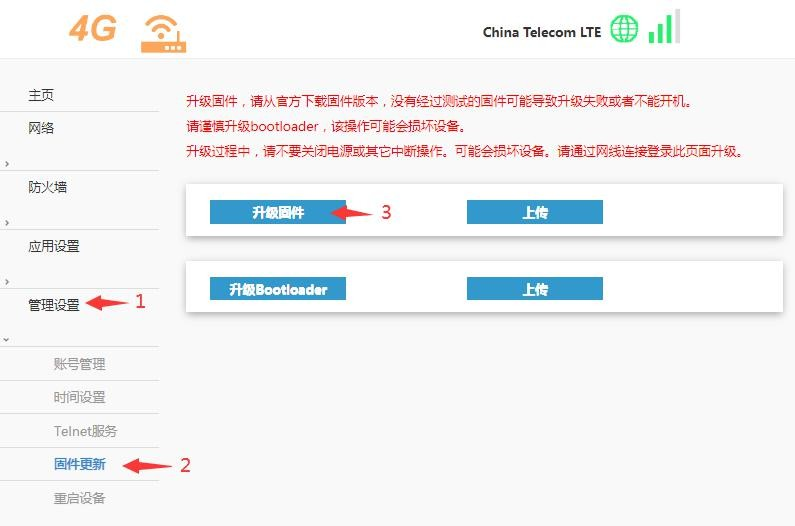 4G
China Telecom LTE
主页
网络
防火墙
应用设置
管理设置
1
账号管理
时间设置
Telnet服务
固件更新
2
重启设备
升级固件，请从官方下载固件版本，没有经过测试的固件可能导致升级失败或者不能开机。
请谨慎升级bootloader，该操作可能会损坏设备。
升级过程中，请不要关闭电源或其它中断操作。可能会损坏设备。请通过网线连接登录此页面升级。
升级固件
3
上传
升级Bootloader
上传